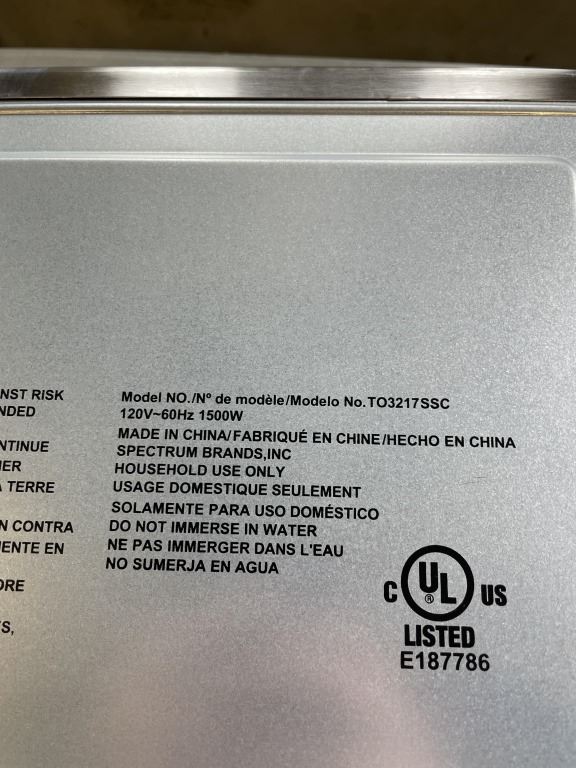 NST RISK
NDED
NTINUE
IER
A TERRE
N CONTRA
IENTE EN
ORE
S,
Model NO./Nº de modèle/Modelo No.TO3217SSC
120V~60Hz 1500W
MADE IN CHINA/FABRIQUÉ EN CHINE/HECHO EN CHINA
SPECTRUM BRANDS,INC
HOUSEHOLD USE ONLY
USAGE DOMESTIQUE SEULEMENT
SOLAMENTE PARA USO DOMÉSTICO
DO NOT IMMERSE IN WATER
NE PAS IMMERGER DANS L'EAU
NO SUMERJA EN AGUA
C UL ® US
LISTED
E187786